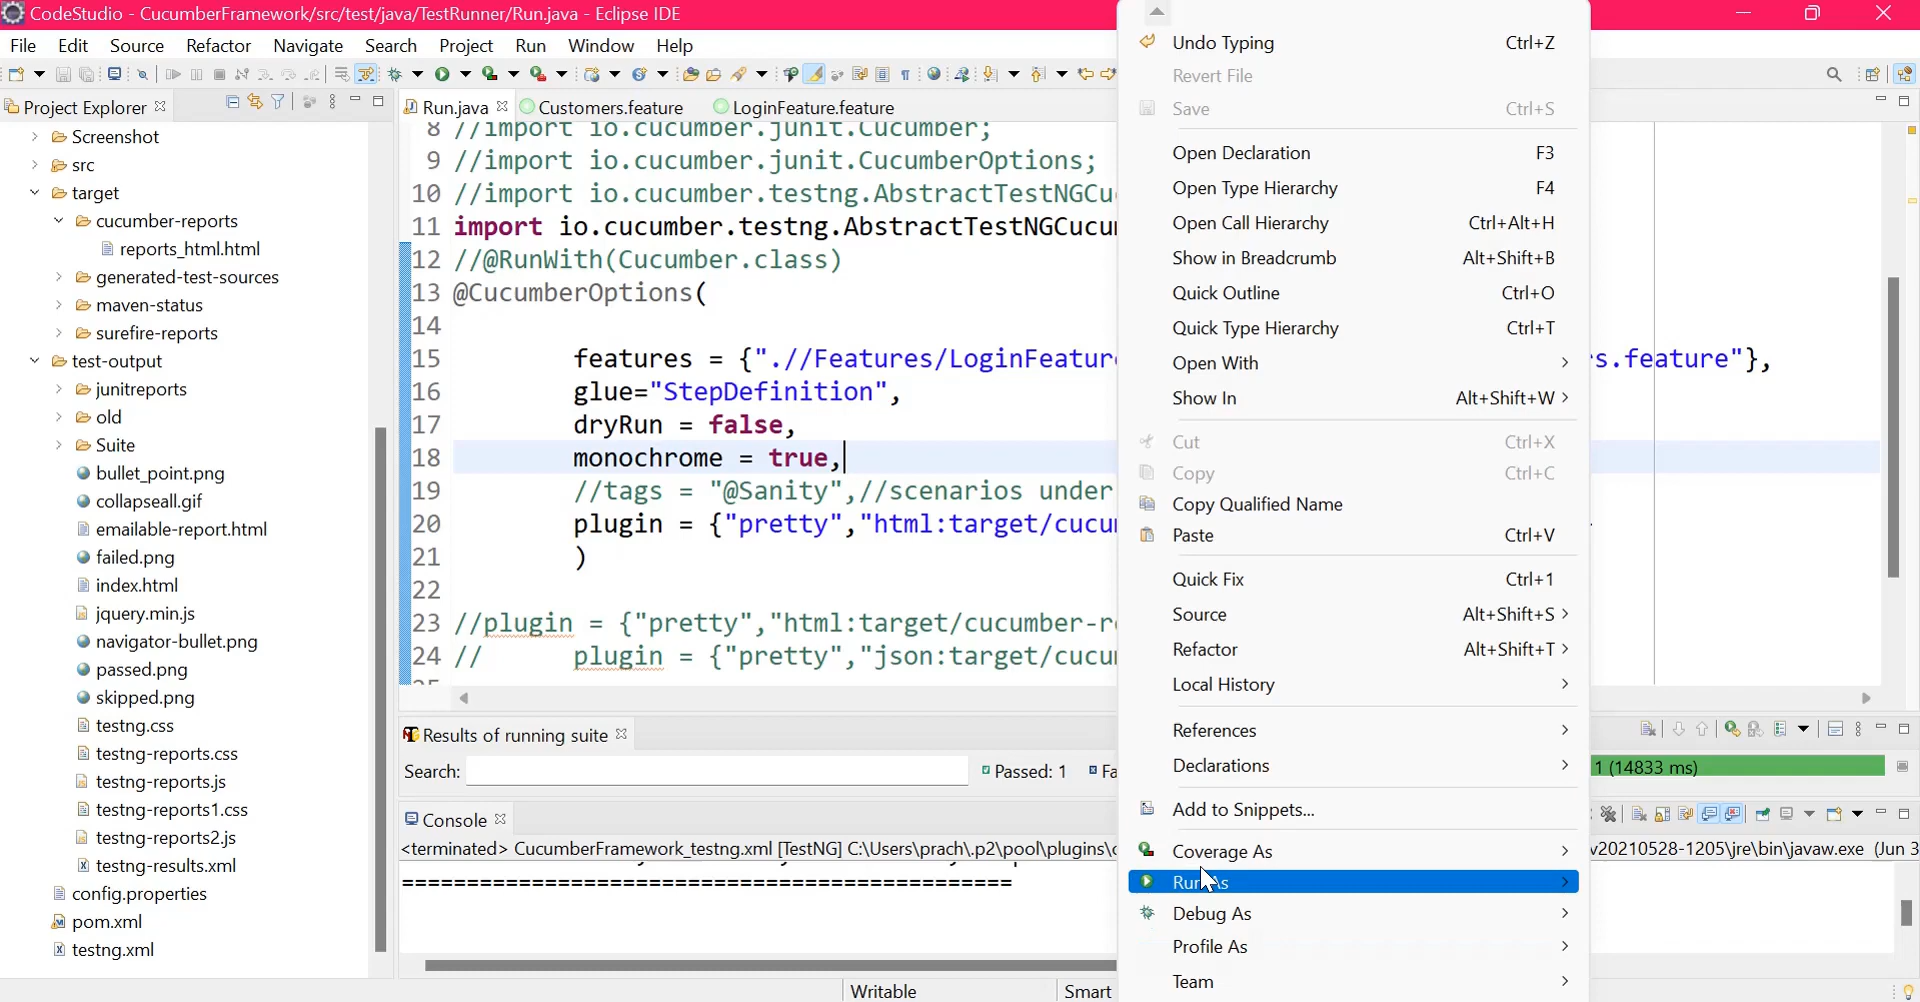 CodeStudio - CucumberFramework/src/test/java/TestRunner/Run.java - Eclipse IDE
File Edit Source Refactor Navigate Search Project Run Window Help
Project Explorer
Screenshot
src
target
cucumber-reports
reports_html.html
generated-test-sources
maven-status
surefire-reports
test-output
junitreports
old
Suite
bullet_point.png
collapseall.gif
emailable-report.html
failed.png
index.html
jquery.min.js
navigator-bullet.png
passed.png
skipped.png
testng.css
testng-reports.css
testng-reports.js
testng-reports1.css
testng-reports2.js
testng-results.xml
config.properties
pom.xml
testng.xml
Run.java Customers.feature LoginFeature.feature
8 //import io.cucumber.junit.Cucumber;
9 //import io.cucumber.junit.CucumberOptions;
10 //import io.cucumber.testng.AbstractTestNGCu
11 import io.cucumber.testng.AbstractTestNGCucu
12 //@RunWith(Cucumber.class)
13 @CucumberOptions(
14
15 features = {".//Features/LoginFeatur s.feature"},
16 glue="StepDefinition",
17 dryRun = false,
18 monochrome = true,
19 //tags = "@Sanity",//scenarios under
20 plugin = {"pretty","html:target/cucu
21 )
22
23 //plugin = {"pretty","html:target/cucumber-r
24 // plugin = {"pretty","json:target/cucu
Results of running suite
Search: Passed: 1 Fa 1 (14833 ms)
Console
<terminated> CucumberFramework_testng.xml [TestNG] C:\Users\prach\.p2\pool\plugins\ v20210528-1205\jre\bin\javaw.exe (Jun 3
==================================================
Writable Smart
Undo Typing Ctrl+Z
Revert File
Save Ctrl+S
Open Declaration F3
Open Type Hierarchy F4
Open Call Hierarchy Ctrl+Alt+H
Show in Breadcrumb Alt+Shift+B
Quick Outline Ctrl+O
Quick Type Hierarchy Ctrl+T
Open With
Show In Alt+Shift+W
Cut Ctrl+X
Copy Ctrl+C
Copy Qualified Name
Paste Ctrl+V
Quick Fix Ctrl+1
Source Alt+Shift+S
Refactor Alt+Shift+T
Local History
References
Declarations
Add to Snippets...
Coverage As
Run As
Debug As
Profile As
Team